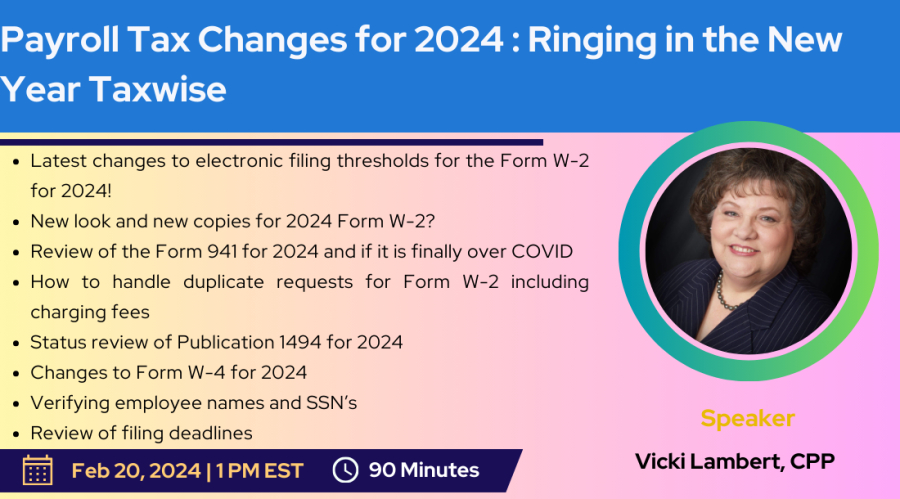 Payroll Tax Changes for 2024 : Ringing in the New
Year Taxwise
• Latest changes to electronic filing thresholds for the Form W-2
for 2024!
• New look and new copies for 2024 Form W-2?
• Review of the Form 941 for 2024 and if it is finally over COVID
• How to handle duplicate requests for Form W-2 including
charging fees
• Status review of Publication 1494 for 2024
• Changes to Form W-4 for 2024
• Verifying employee names and SSN's
• Review of filing deadlines
Feb 20, 2024 | 1 PM EST 90 Minutes
Speaker
Vicki Lambert, CPP